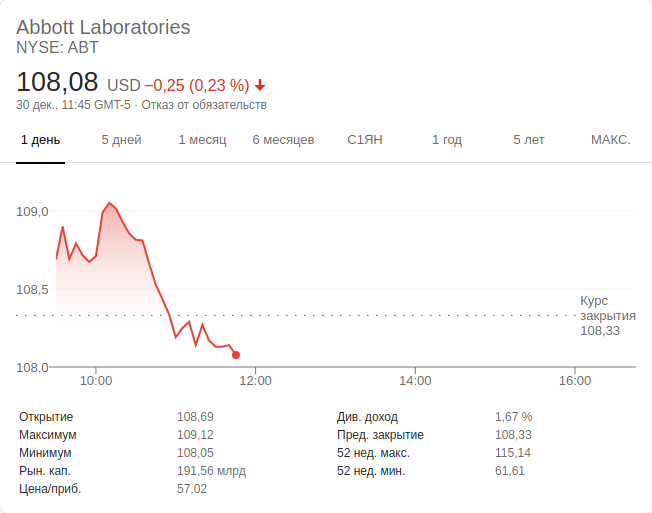 Abbott Laboratories
NYSE: ABT
108,08 USD −0,25 (0,23 %)
30 дек., 11:45 GMT-5 · Отказ от обязательств
1 день 5 дней 1 месяц 6 месяцев С1ЯН 1 год 5 лет МАКС.
109,0
108,5
Курс
закрытия
108,33
108,0
10:00 12:00 14:00 16:00
Открытие 108,69 Див. доход 1,67 %
Максимум 109,12 Пред. закрытие 108,33
Минимум 108,05 52 нед. макс. 115,14
Рын. кап. 191,56 млрд 52 нед. мин. 61,61
Цена/приб. 57,02